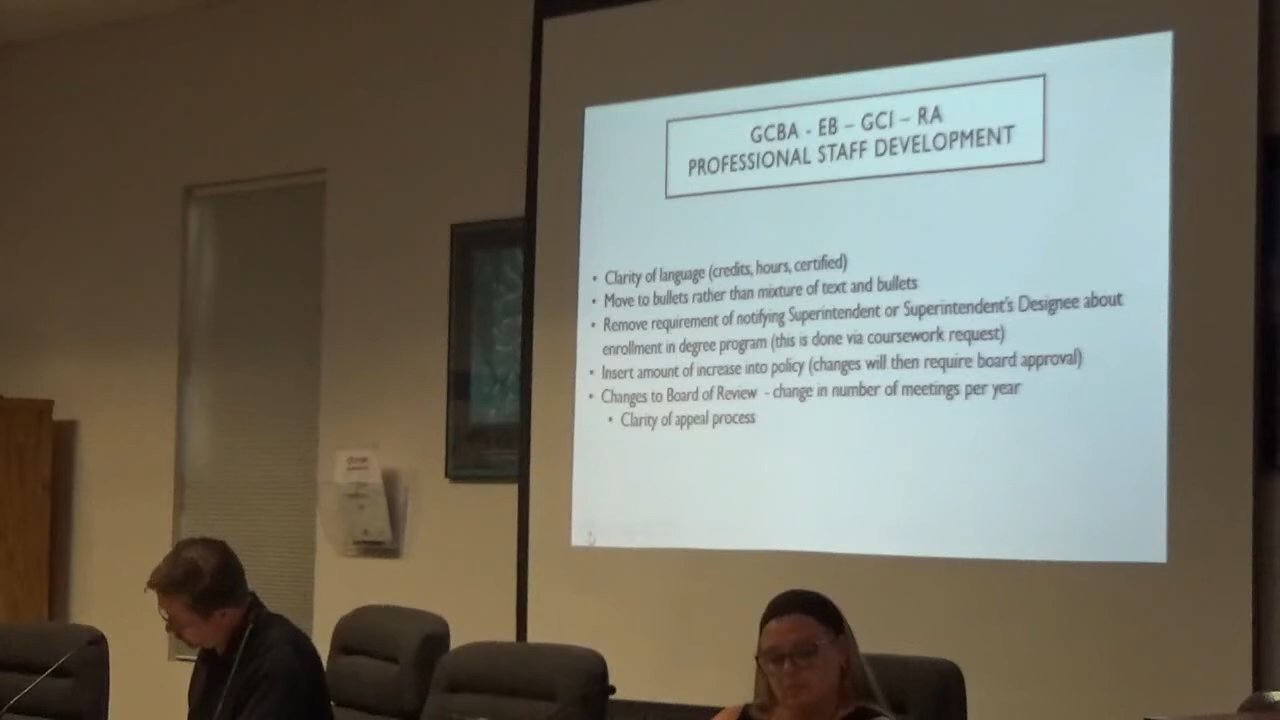 GCBA - EB – GCI – RA
PROFESSIONAL STAFF DEVELOPMENT
• Clarity of language (credits, hours, certified)
• Move to bullets rather than mixture of text and bullets
• Remove requirement of notifying Superintendent or Superintendent's Designee about
enrollment in degree program (this is done via coursework request)
• Insert amount of increase into policy (changes will then require board approval)
• Changes to Board of Review - change in number of meetings per year
• Clarity of appeal process